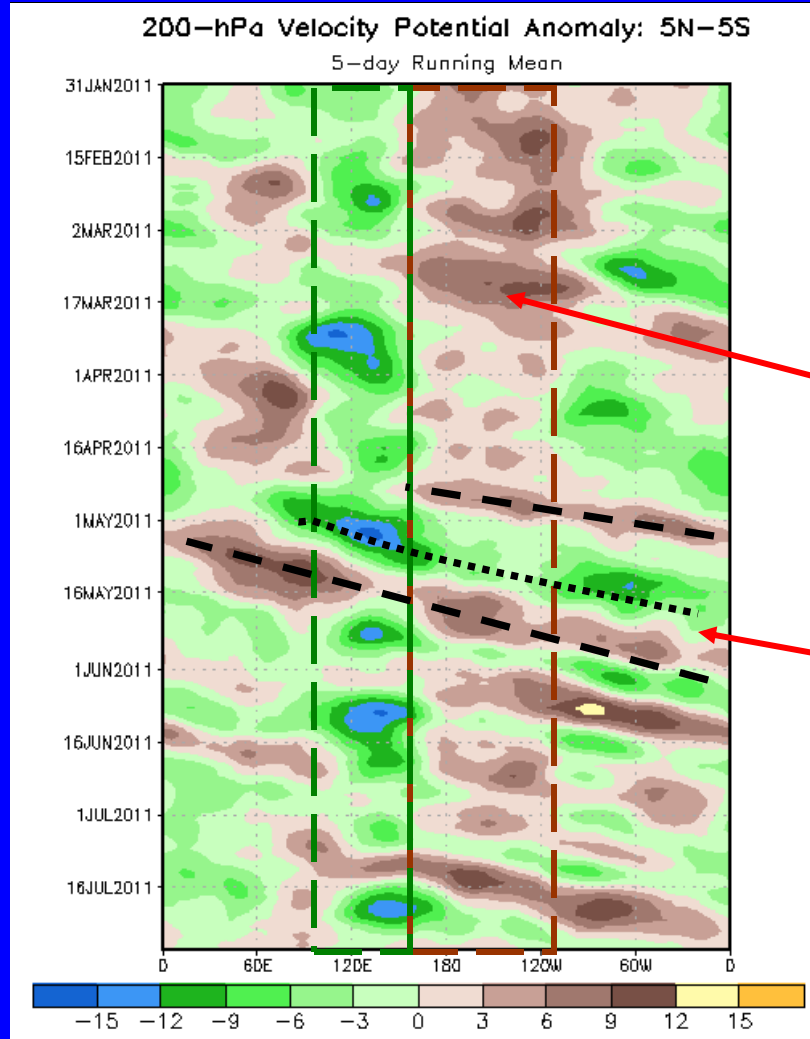 200-hPa Velocity Potential Anomaly: 5N-5S
5-day Running Mean
31JAN2011
15FEB2011
2MAR2011
17MAR2011
1APR2011
16APR2011
1MAY2011
16MAY2011
1JUN2011
16JUN2011
1JUL2011
16JUL2011
0 60E 120E 180 120W 60W 0
-15 -12 -9 -6 -3 0 3 6 9 12 15